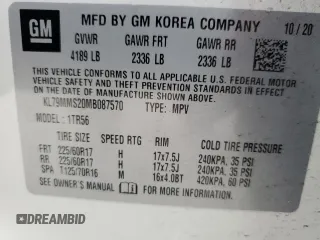 GM
MFD BY GM KOREA COMPANY 10/20
GVWR GAWR FRT GAWR RR
4189 LB 2336 LB 2336 LB
THIS VEHICLE CONFORMS TO ALL APPLICABLE U.S. FEDERAL MOTOR
VEHICLE SAFETY, BUMPER, AND THEFT PREVENTION STANDARDS IN
EFFECT ON THE DATE OF MANUFACTURE SHOWN ABOVE.
KL79MMS20MB087570 TYPE: MPV
MODEL: 1TR56
TIRE SIZE SPEED RTG RIM COLD TIRE PRESSURE
FRT 225/60R17 H 17x7.5J 240KPA, 35 PSI
RR 225/60R17 H 17x7.5J 240KPA, 35 PSI
SPA T125/70R16 M 16x4.0BT 420KPA, 60 PSI
SEE OWNER'S MANUAL FOR ADDITIONAL INFORMATION.
DREAMBID